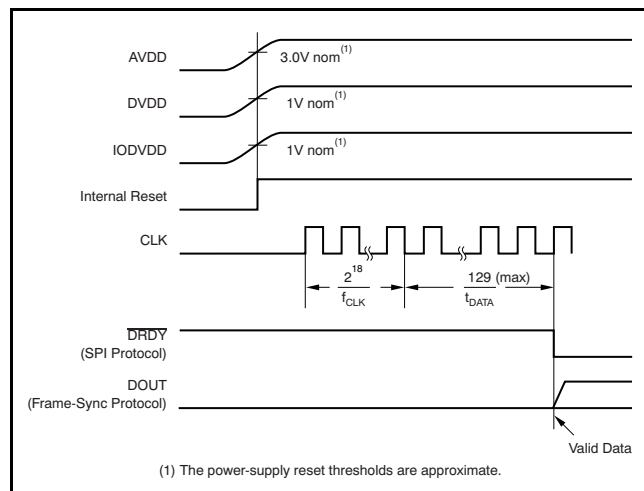 AVDD
3.0V nom(1)
DVDD
1V nom(1)
IODVDD
1V nom(1)
Internal Reset
CLK
2^18
f_CLK
129 (max)
t_DATA
DRDY
(SPI Protocol)
DOUT
(Frame-Sync Protocol)
Valid Data
(1) The power-supply reset thresholds are approximate.